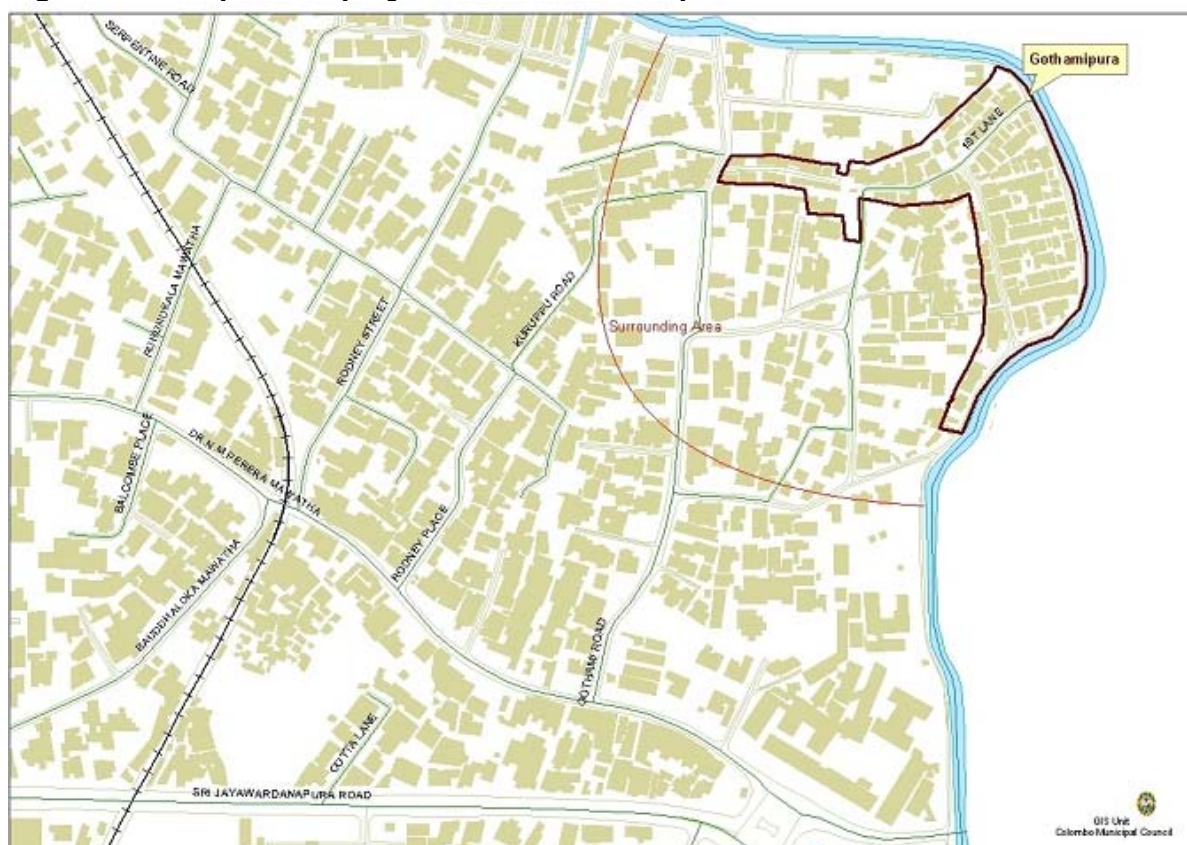 Gothamipura
SERPENTINE ROAD
1ST LANE
KURUPPU ROAD
RODNEY STREET
Surrounding Area
BALCOMBE PLACE
DR.N.M.PERERA MAWATHA
RODNEY PLACE
BAUDDHALOKA MAWATHA
GOTHAMI ROAD
COTTA LANE
SRI JAYAWARDANAPURA ROAD
GIS Unit
Colombo Municipal Council